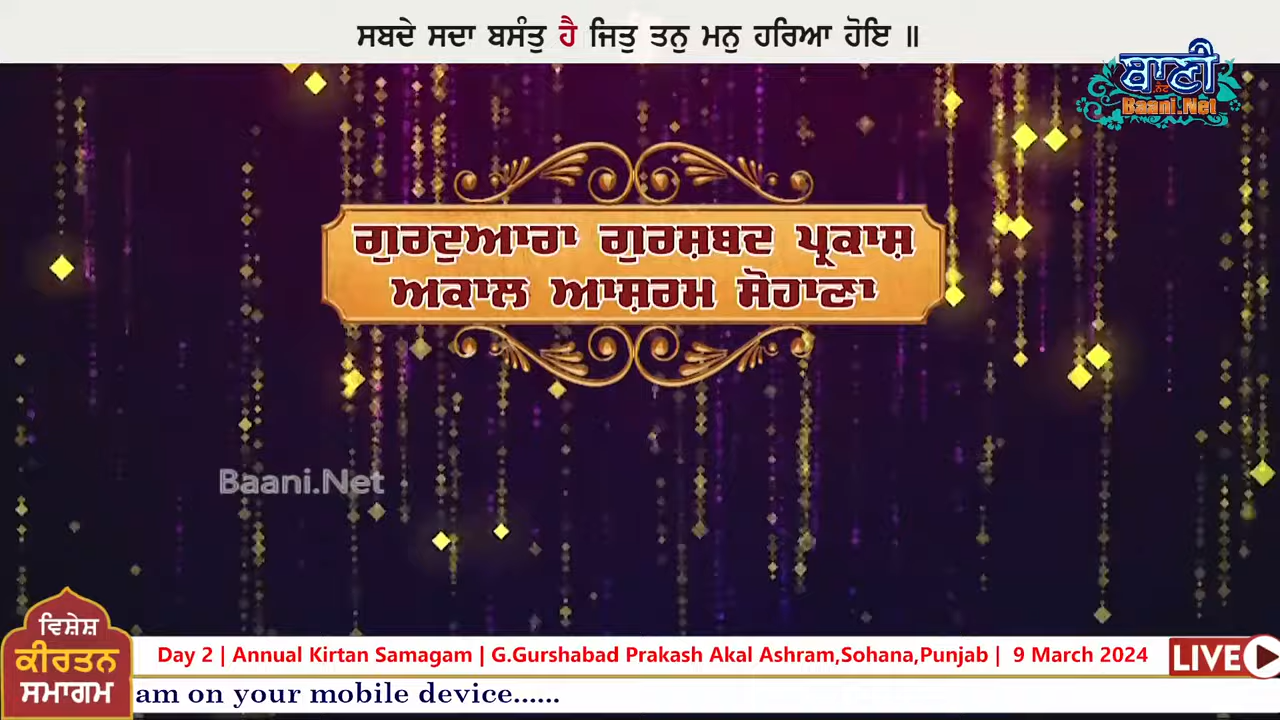 ਸਬਦੇ ਸਦਾ ਬਸੰਤੁ ਹੈ ਜਿਤੁ ਤਨੁ ਮਨੁ ਹਰਿਆ ਹੋਇ ॥
ਬਾਣੀ
ਨੈਟ
Baani.Net
ਗੁਰਦੁਆਰਾ ਗੁਰਸ਼ਬਦ ਪ੍ਰਕਾਸ਼
ਅਕਾਲ ਆਸ਼ਰਮ ਸੋਹਾਣਾ
Baani.Net
ਵਿਸ਼ੇਸ਼
ਕੀਰਤਨ
ਸਮਾਗਮ
Day 2 | Annual Kirtan Samagam | G.Gurshabad Prakash Akal Ashram,Sohana,Punjab | 9 March 2024
LIVE
am on your mobile device......